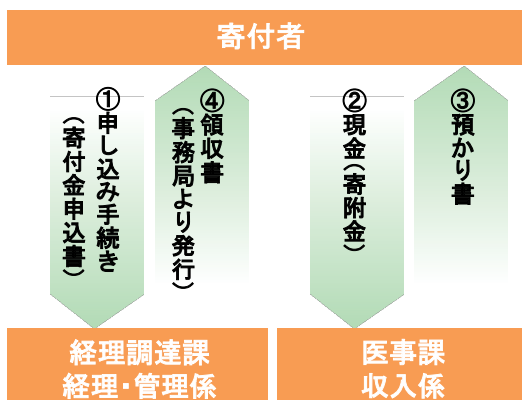 寄付者
①申し込み手続き
（寄付金申込書）
④領収書
（事務局より発行）
②現金（寄附金）
③預かり書
経理調達課
経理・管理係
医事課
収入係